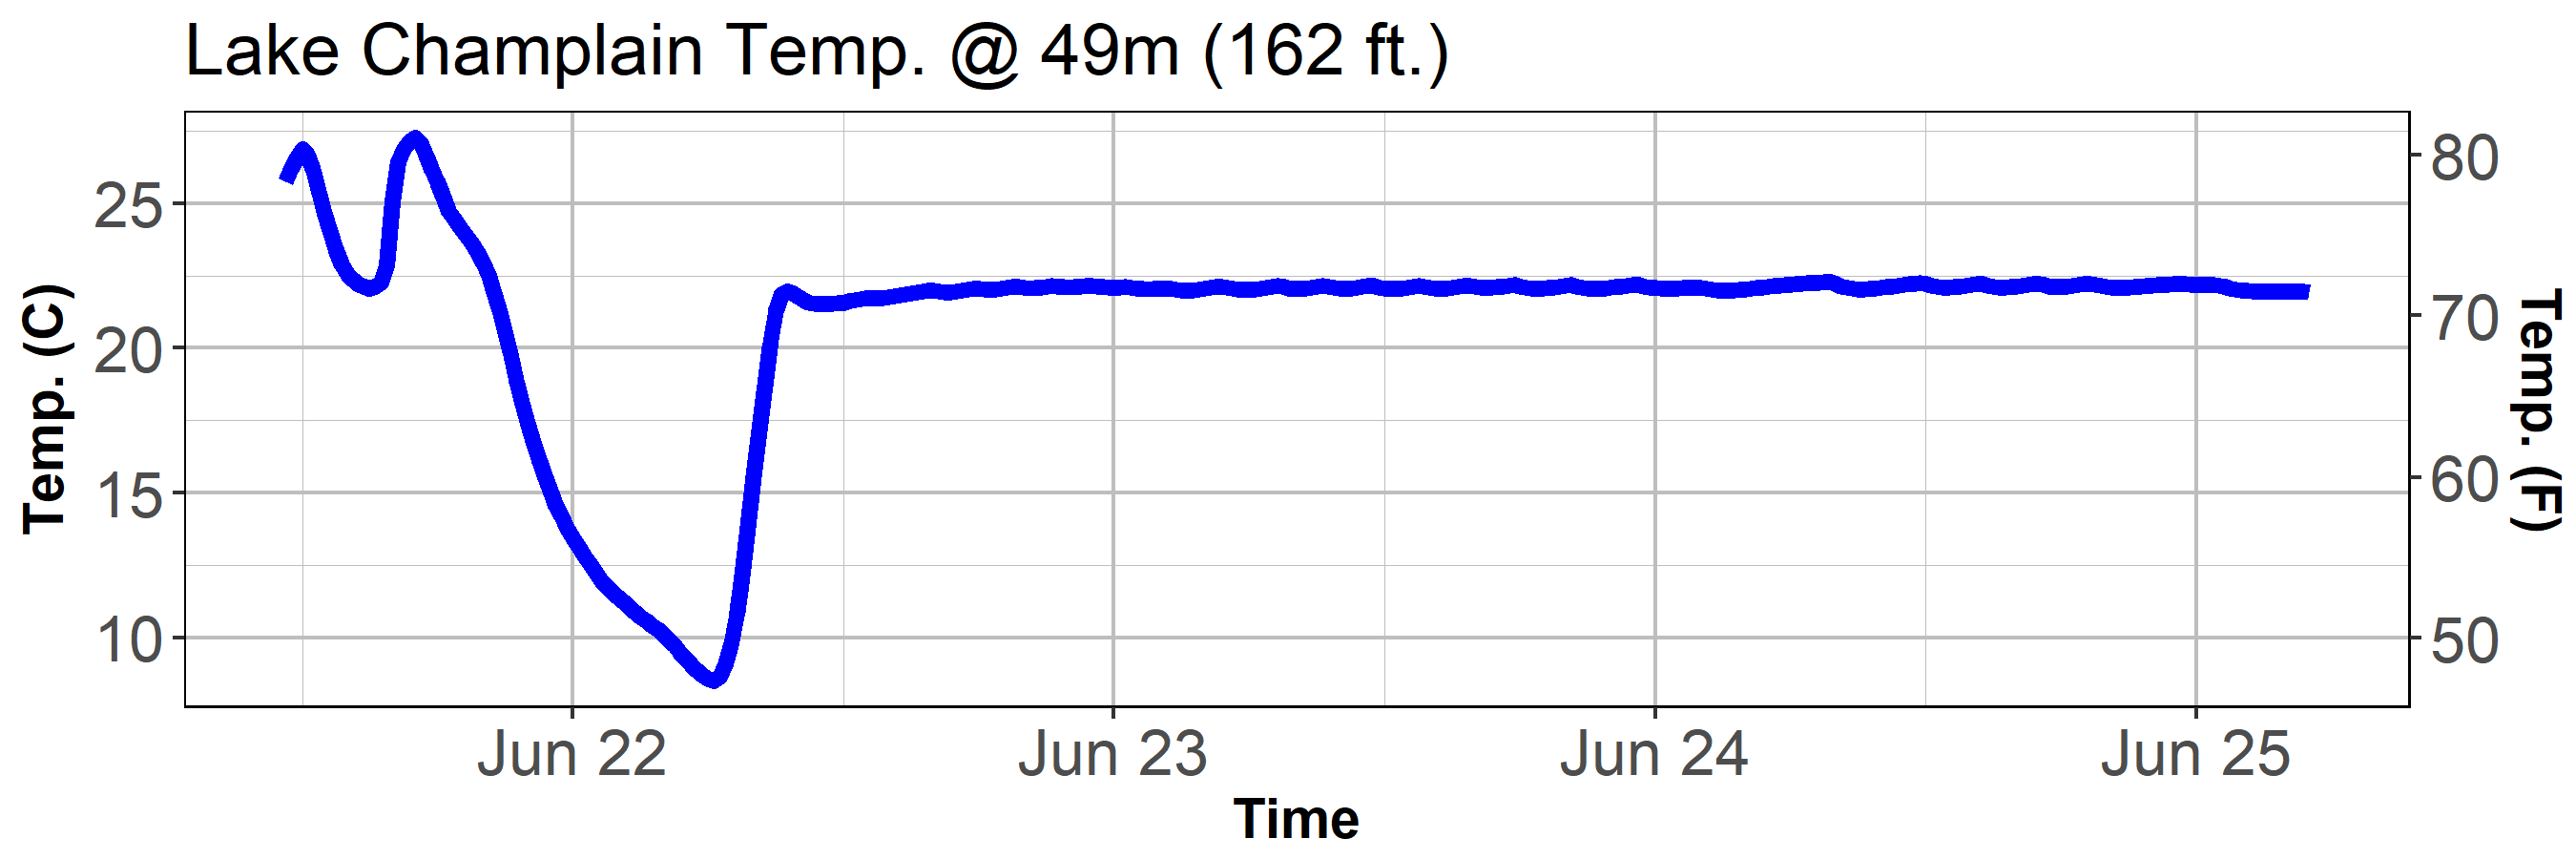 Lake Champlain Temp. @ 49m (162 ft.)
Temp. (C)
25
20
15
10
80
70
60
50
Temp. (F)
Jun 22
Jun 23
Jun 24
Jun 25
Time